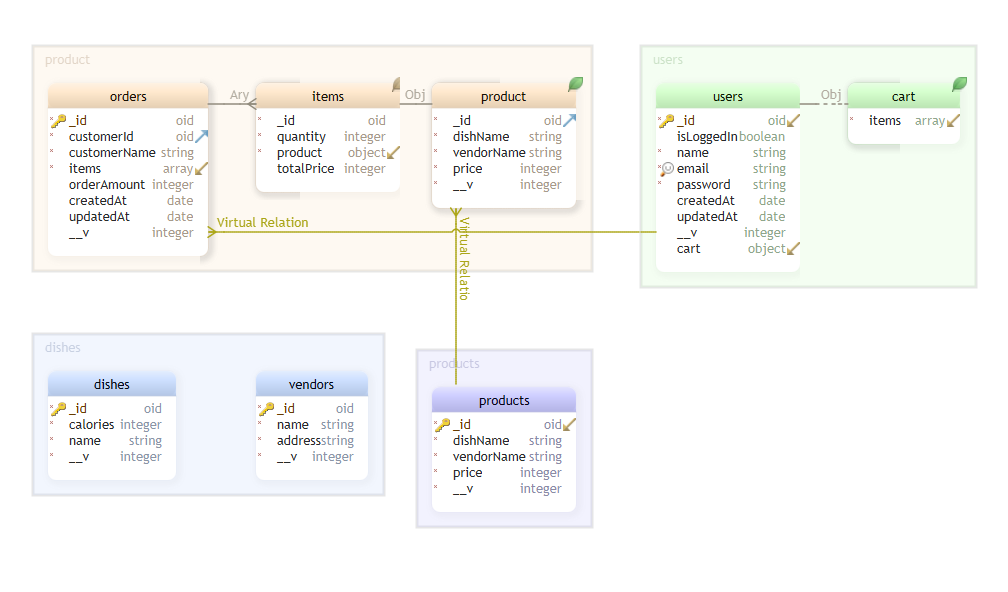 product
orders
_id oid
customerId oid
customerName string
items array
orderAmount integer
createdAt date
updatedAt date
__v integer
Ary
items
_id oid
quantity integer
product object
totalPrice integer
Obj
product
_id oid
dishName string
vendorName string
price integer
__v integer
Virtual Relation
Virtual Relatio
users
users
_id oid
isLoggedIn boolean
name string
email string
password string
createdAt date
updatedAt date
__v integer
cart object
Obj
cart
items array
dishes
dishes
_id oid
calories integer
name string
__v integer
vendors
_id oid
name string
address string
__v integer
products
products
_id oid
dishName string
vendorName string
price integer
__v integer